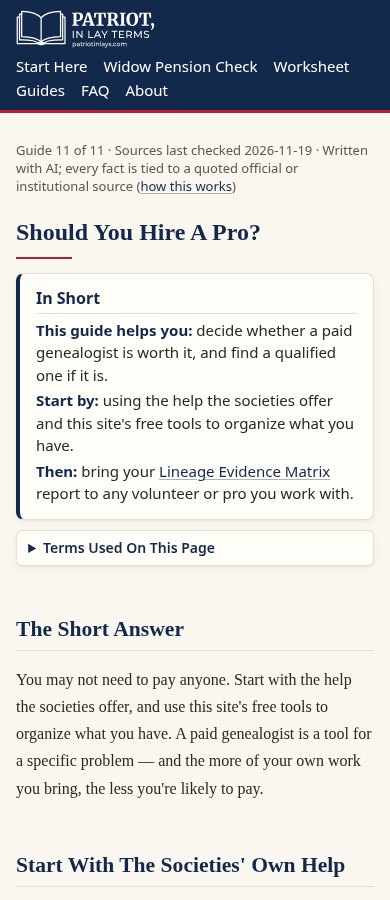 PATRIOT,
IN LAY TERMS
patriotinlays.com
Start Here Widow Pension Check Worksheet
Guides FAQ About
Guide 11 of 11 · Sources last checked 2026-11-19 · Written
with AI; every fact is tied to a quoted official or
institutional source (how this works)
Should You Hire A Pro?
In Short
This guide helps you: decide whether a paid
genealogist is worth it, and find a qualified
one if it is.
Start by: using the help the societies offer
and this site's free tools to organize what you
have.
Then: bring your Lineage Evidence Matrix
report to any volunteer or pro you work with.
▶ Terms Used On This Page
The Short Answer
You may not need to pay anyone. Start with the help
the societies offer, and use this site's free tools to
organize what you have. A paid genealogist is a tool for
a specific problem — and the more of your own work
you bring, the less you're likely to pay.
Start With The Societies' Own Help